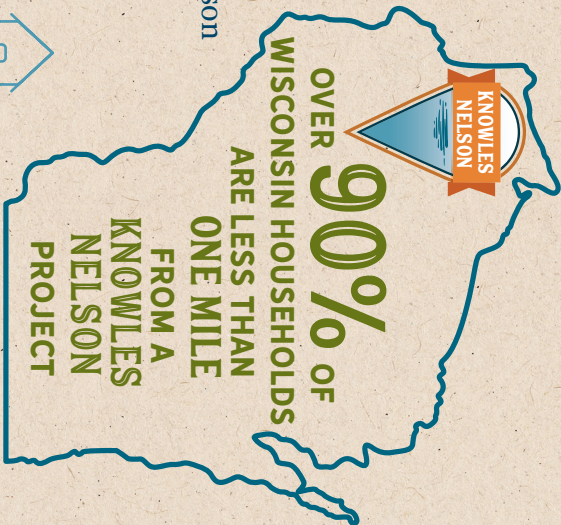 KNOWLES
NELSON
OVER 90% OF
WISCONSIN HOUSEHOLDS
ARE LESS THAN
ONE MILE
FROM A
KNOWLES
NELSON
PROJECT